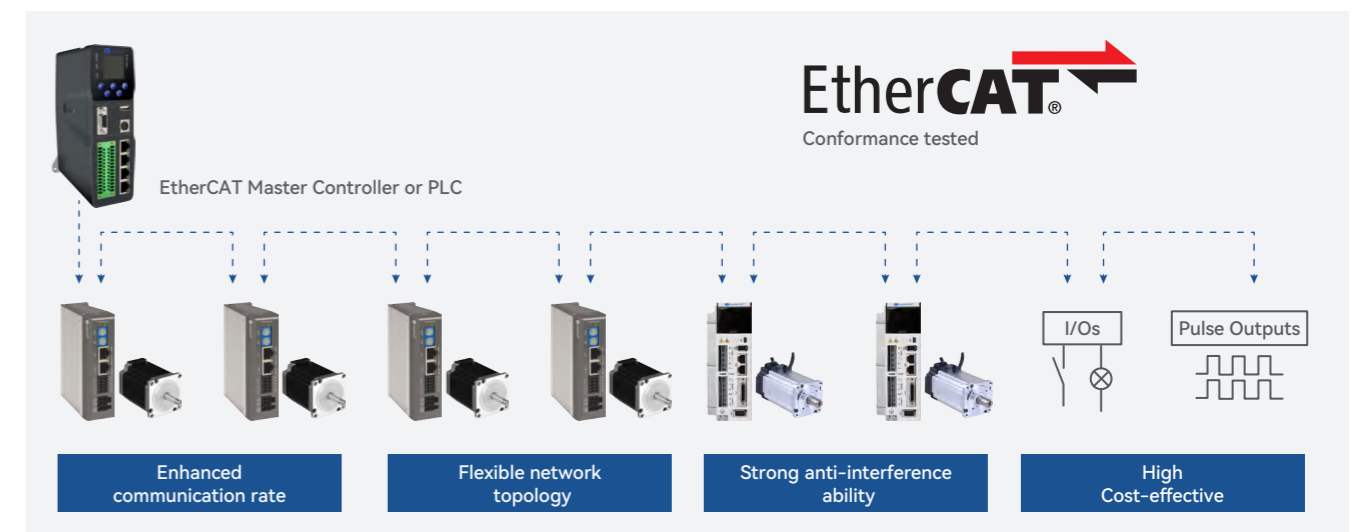 EtherCAT®
Conformance tested
EtherCAT Master Controller or PLC
I/Os
Pulse Outputs
Enhanced
communication rate
Flexible network
topology
Strong anti-interference
ability
High
Cost-effective